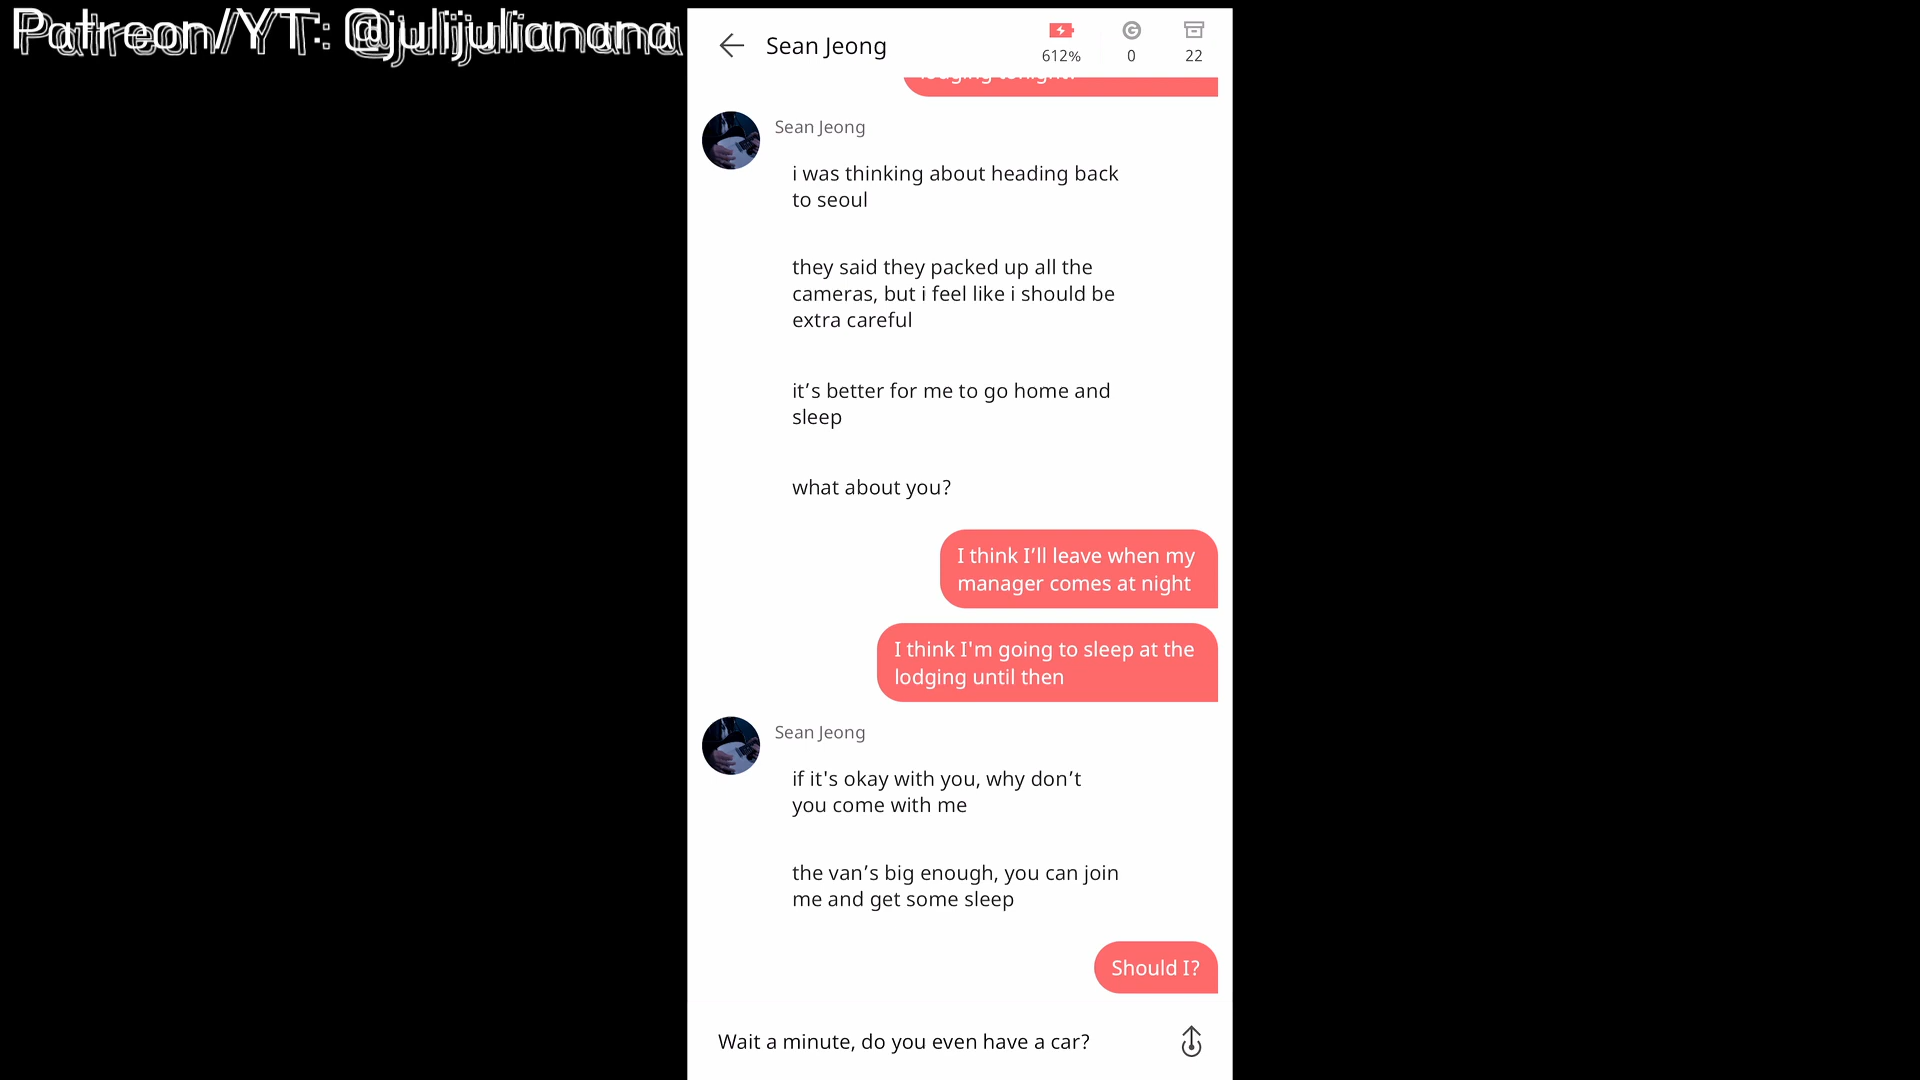 Patreon/YT: @julijulianana
Sean Jeong
612%
0
22
lodging tonight?
Sean Jeong
i was thinking about heading back
to seoul
they said they packed up all the
cameras, but i feel like i should be
extra careful
it’s better for me to go home and
sleep
what about you?
I think I’ll leave when my
manager comes at night
I think I'm going to sleep at the
lodging until then
Sean Jeong
if it's okay with you, why don’t
you come with me
the van’s big enough, you can join
me and get some sleep
Should I?
Wait a minute, do you even have a car?